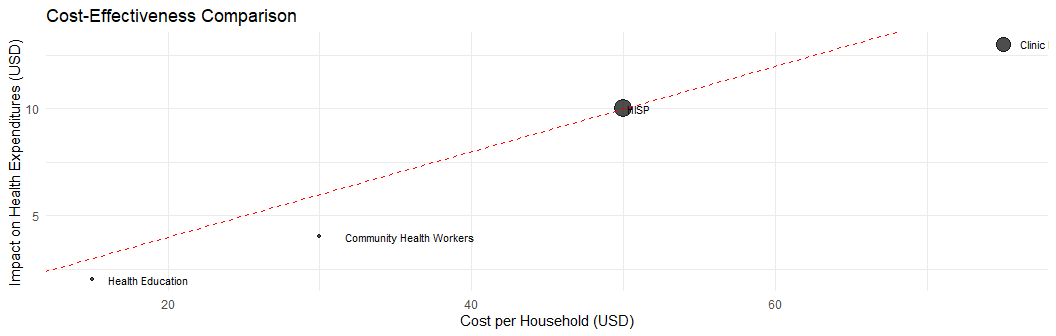 Cost-Effectiveness Comparison
Impact on Health Expenditures (USD)
10
5
Clinic
HISP
Community Health Workers
Health Education
20
40
60
Cost per Household (USD)